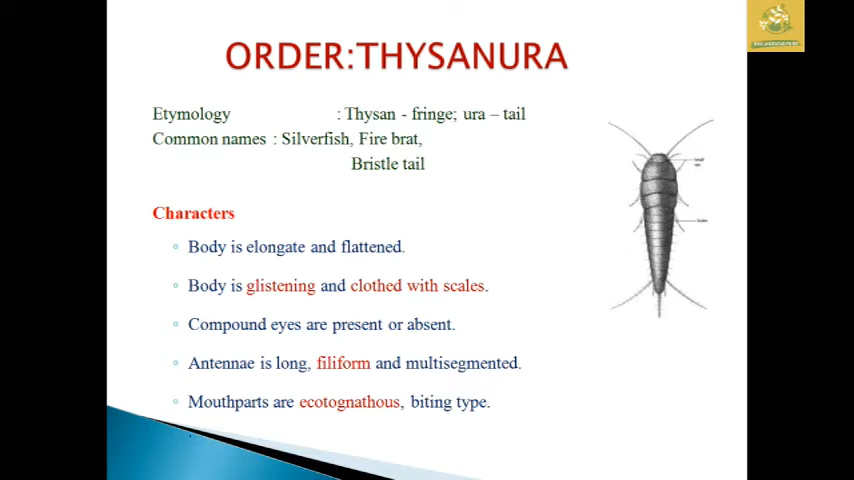 ORDER:THYSANURA
Etymology : Thysan - fringe; ura – tail
Common names : Silverfish, Fire brat,
Bristle tail
Characters
Body is elongate and flattened.
Body is glistening and clothed with scales.
Compound eyes are present or absent.
Antennae is long, filiform and multisegmented.
Mouthparts are ecotognathous, biting type.